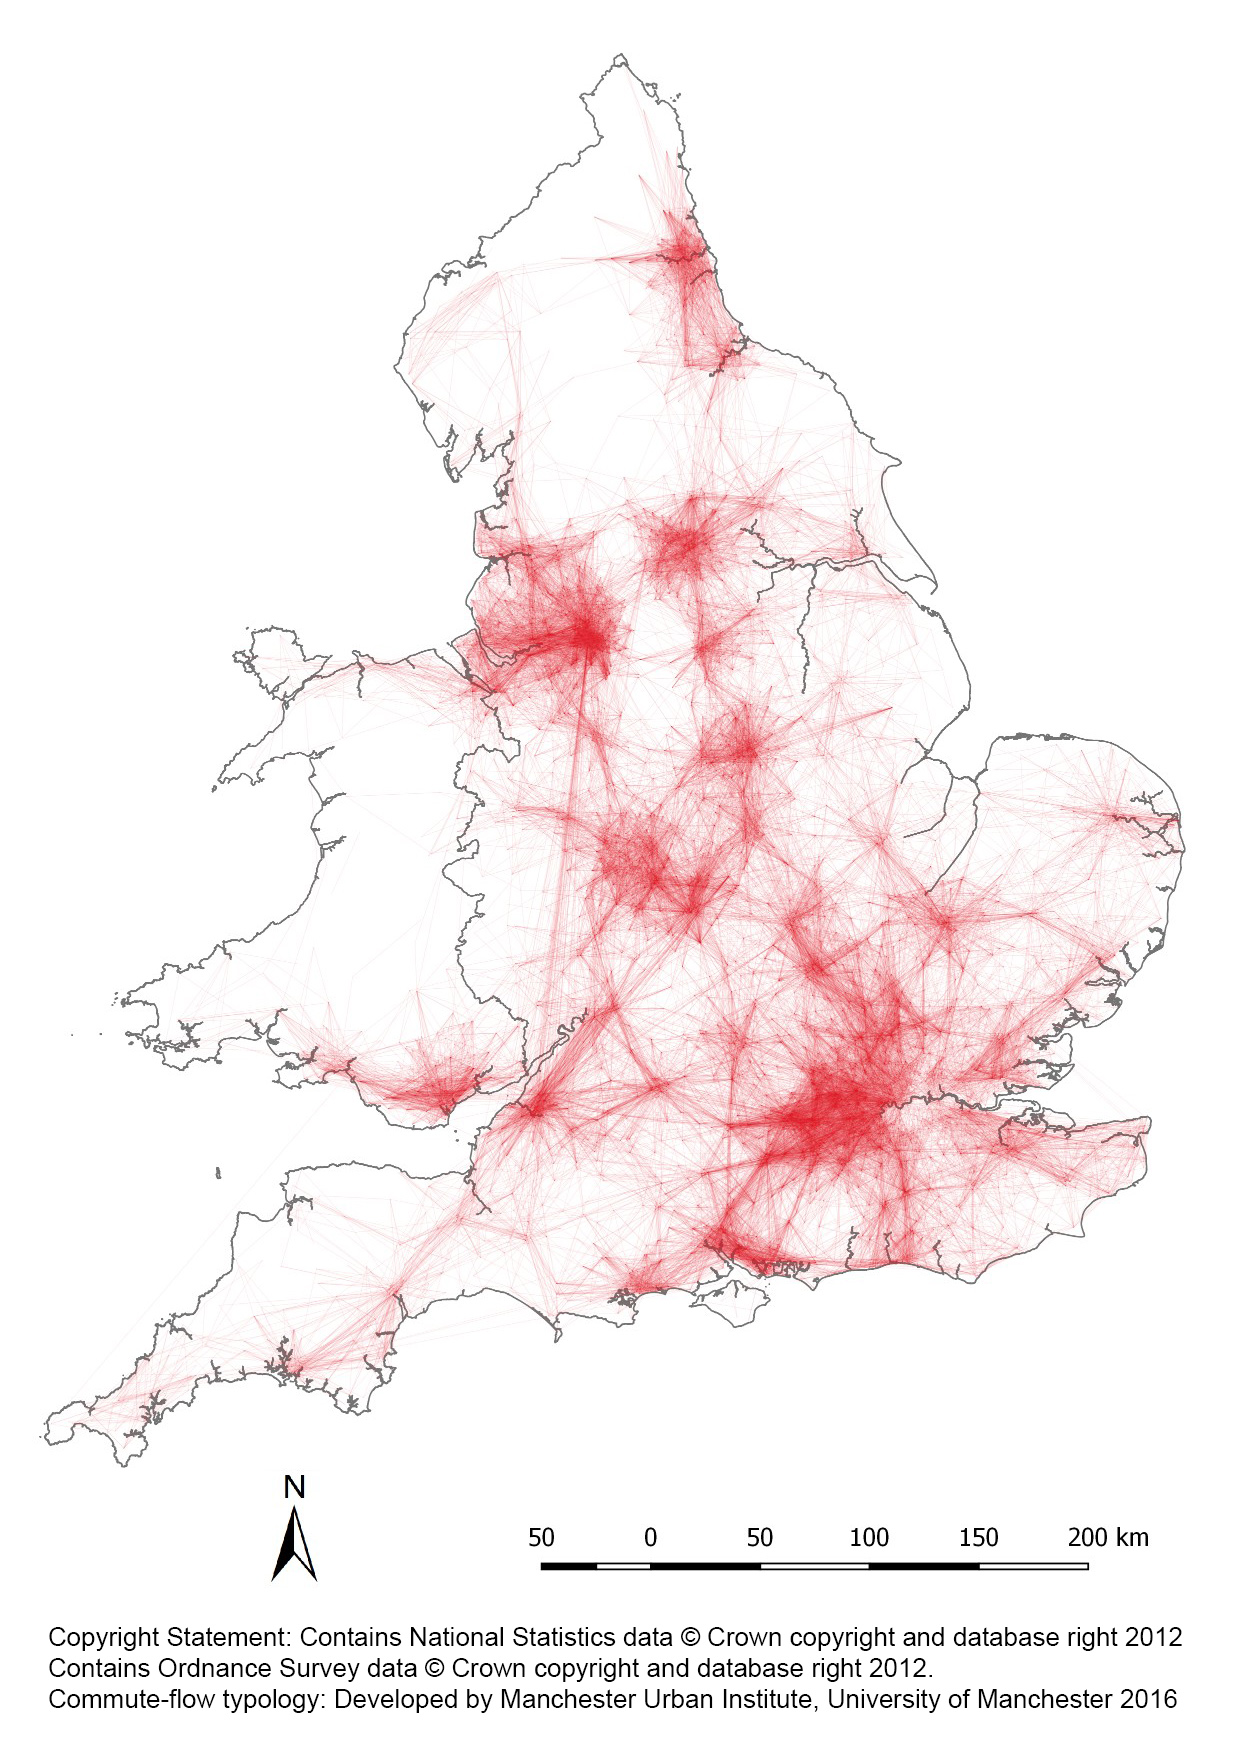 N
50 0 50 100 150 200 km
Copyright Statement: Contains National Statistics data © Crown copyright and database right 2012
Contains Ordnance Survey data © Crown copyright and database right 2012.
Commute-flow typology: Developed by Manchester Urban Institute, University of Manchester 2016